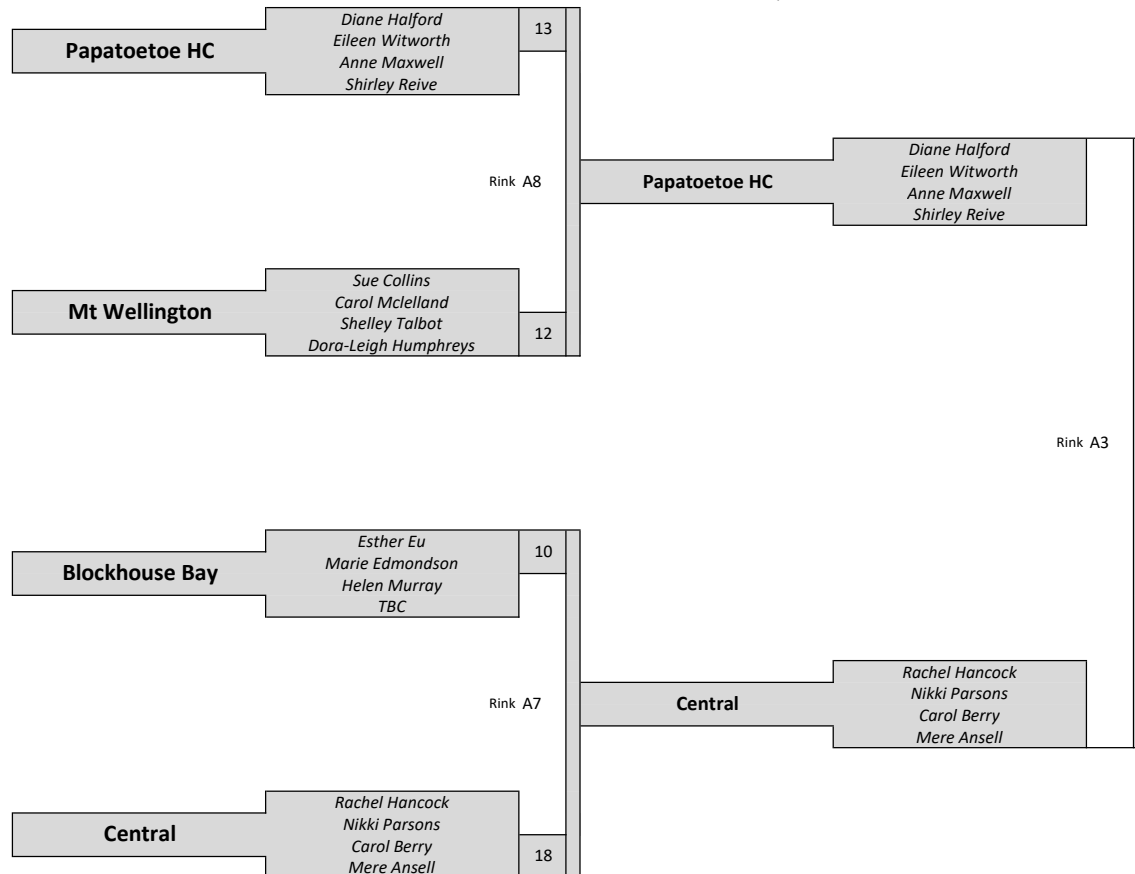 Papatoetoe HC
Diane Halford
Eileen Witworth
Anne Maxwell
Shirley Reive
13
Rink A8
Papatoetoe HC
Diane Halford
Eileen Witworth
Anne Maxwell
Shirley Reive
Mt Wellington
Sue Collins
Carol Mclelland
Shelley Talbot
Dora-Leigh Humphreys
12
Rink A3
Blockhouse Bay
Esther Eu
Marie Edmondson
Helen Murray
TBC
10
Rink A7
Central
Rachel Hancock
Nikki Parsons
Carol Berry
Mere Ansell
Central
Rachel Hancock
Nikki Parsons
Carol Berry
Mere Ansell
18